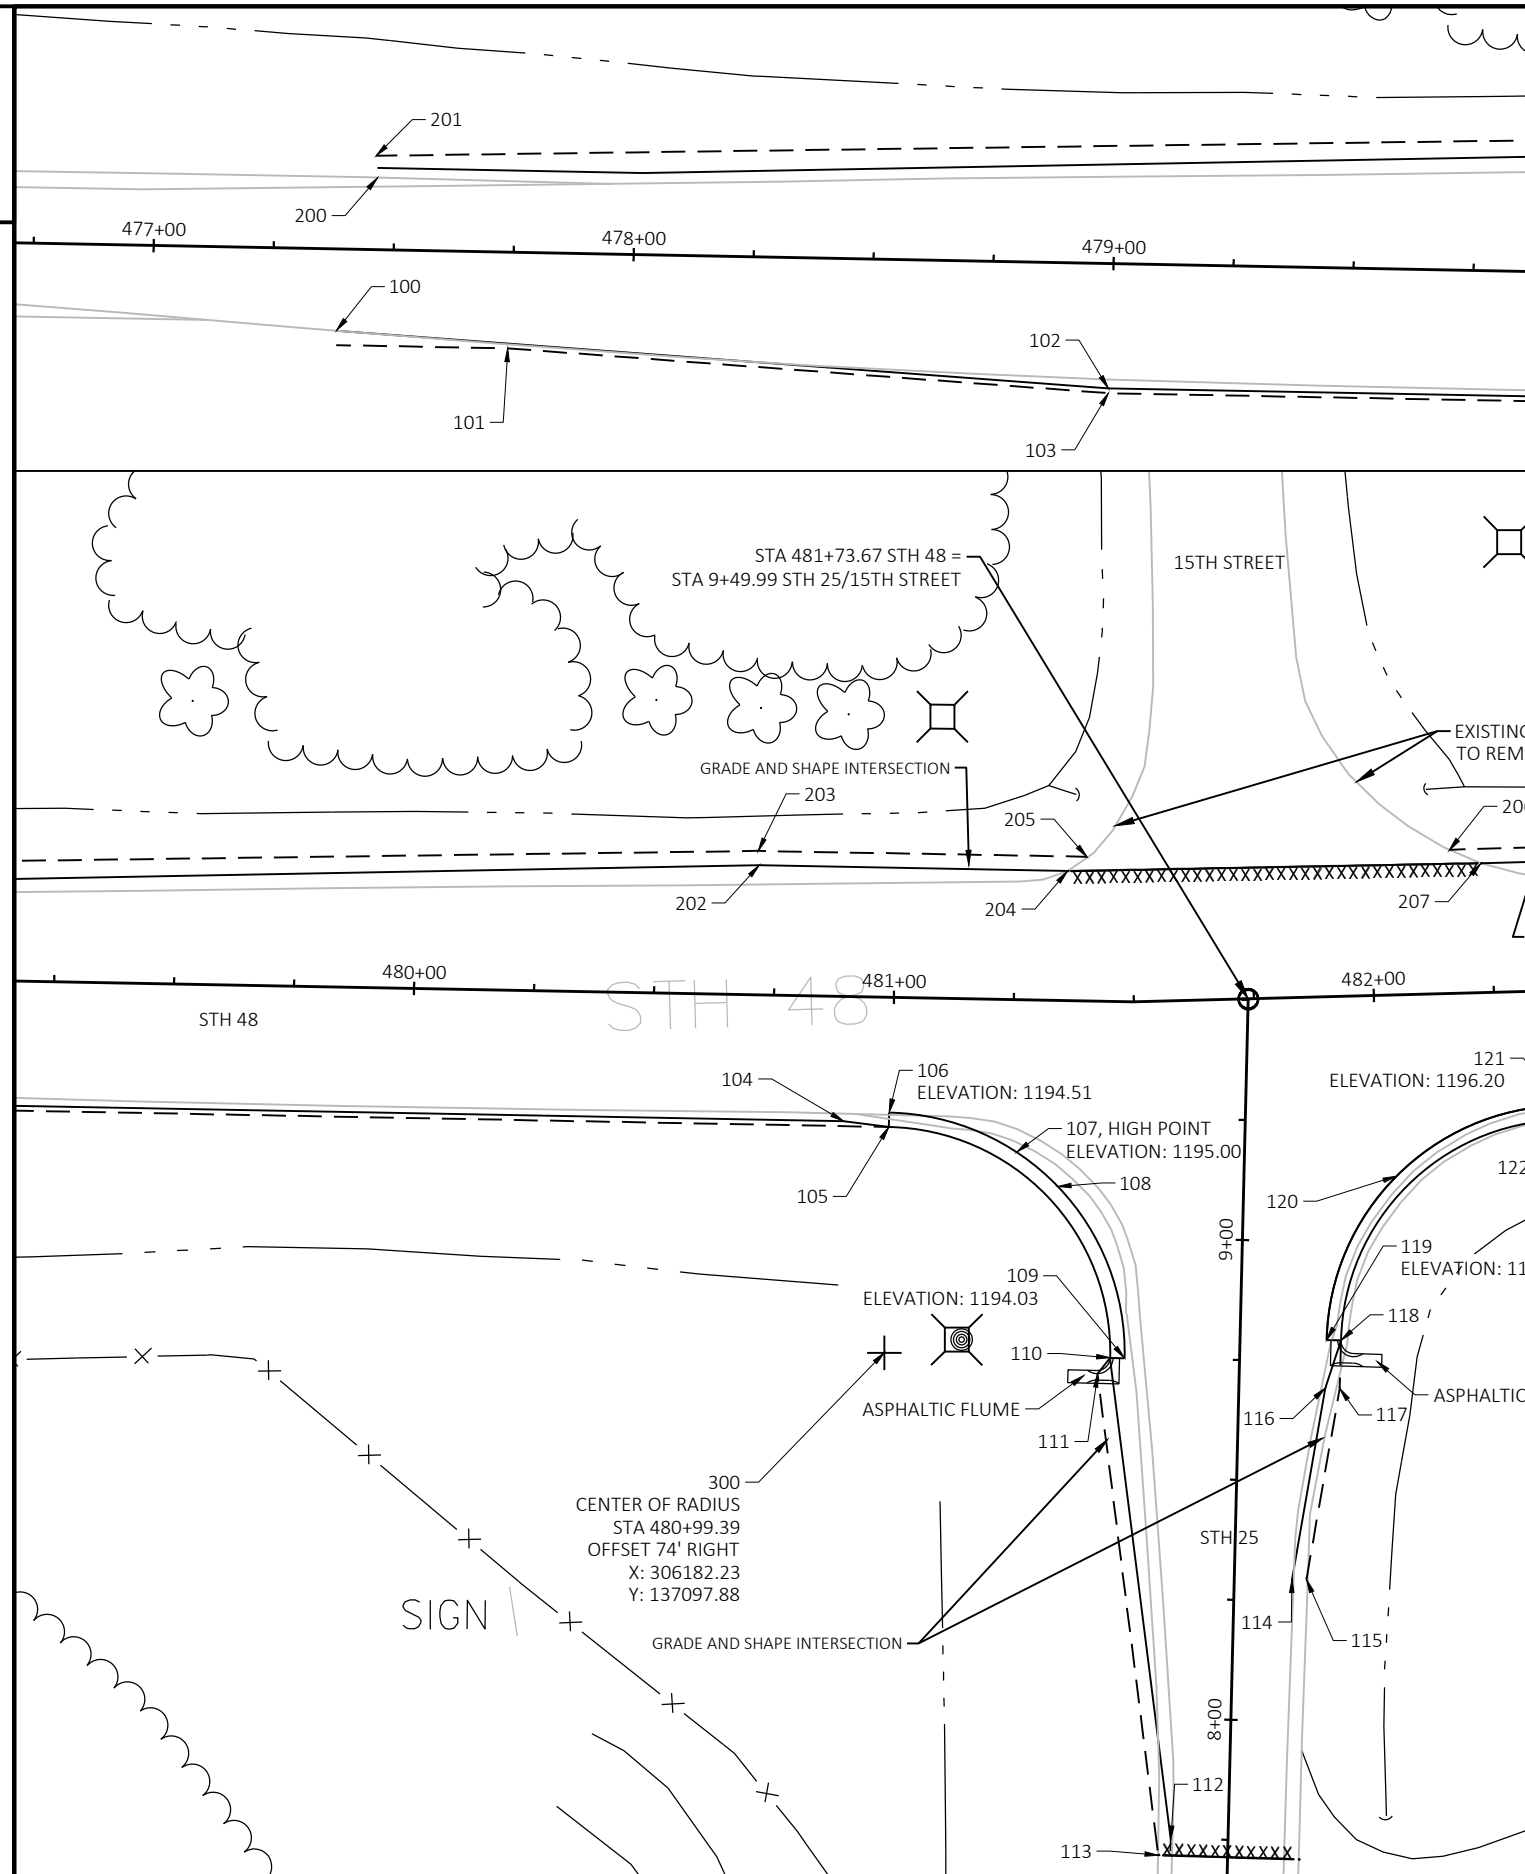 201
200
477+00
478+00
479+00
100
102
101
103
STA 481+73.67 STH 48 =
STA 9+49.99 STH 25/15TH STREET
15TH STREET
EXISTING
TO REM
GRADE AND SHAPE INTERSECTION
203
205
202
204
207
XXXXXXXXXXXXXXXXXXXXXXXXXXXXXXXXXX
480+00
481+00
482+00
STH 48
STH 48
104
106
ELEVATION: 1194.51
121
ELEVATION: 1196.20
107, HIGH POINT
ELEVATION: 1195.00
108
105
120
122
9+00
119
ELEVATION: 11
109
ELEVATION: 1194.03
118
110
ASPHALTIC FLUME
ASPHALTIC
116
117
111
300
CENTER OF RADIUS
STA 480+99.39
OFFSET 74' RIGHT
X: 306182.23
Y: 137097.88
STH 25
SIGN
114
115
GRADE AND SHAPE INTERSECTION
8+00
112
113
XXXXXXXXXXX